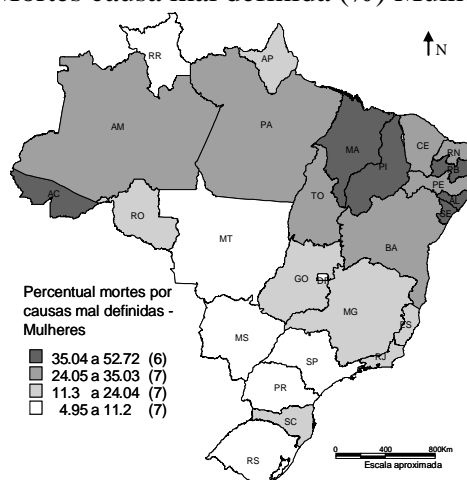 Mortes causa mal definida (%) Mulh
N
RR
AP
AM
PA
MA
CE
RN
PB
PI
PE
AL
SE
AC
TO
RO
BA
MT
GO
DF
MG
ES
MS
SP
RJ
PR
SC
RS
Percentual mortes por
causas mal definidas -
Mulheres
35.04 a 52.72 (6)
24.05 a 35.03 (7)
11.3 a 24.04 (7)
4.95 a 11.2 (7)
0 400 800Km
Escala aproximada